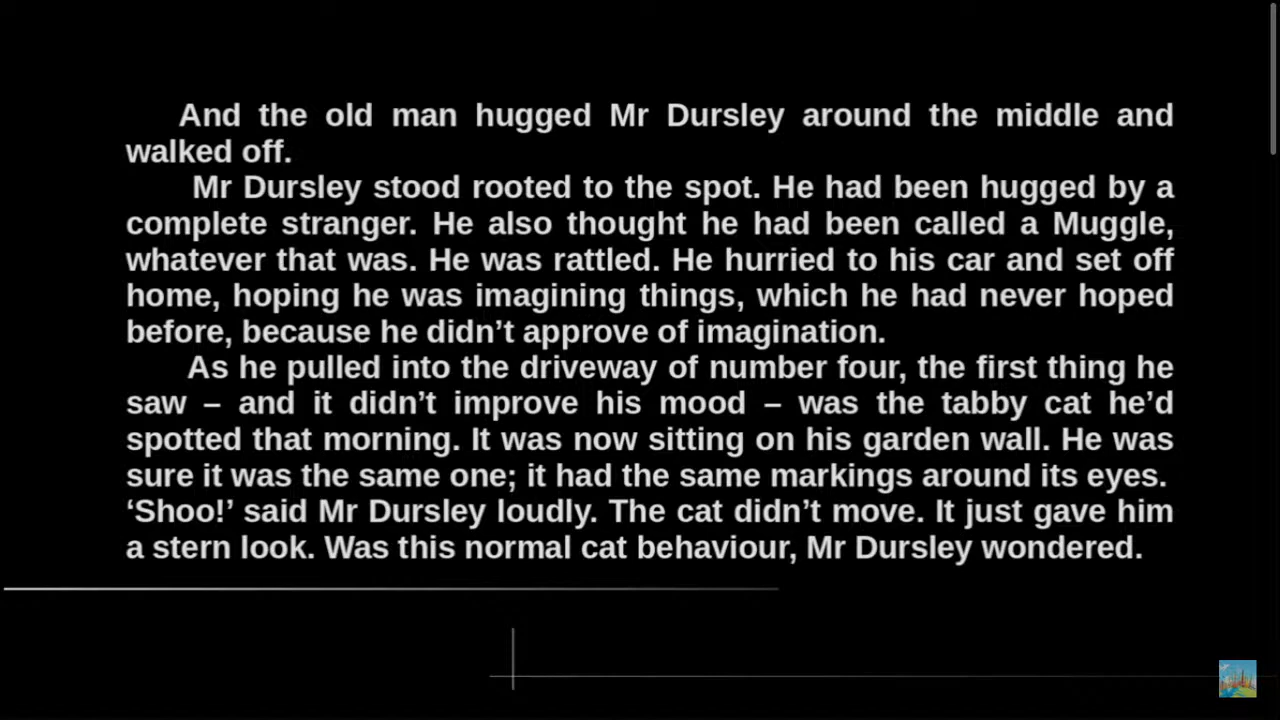 And the old man hugged Mr Dursley around the middle and
walked off.
Mr Dursley stood rooted to the spot. He had been hugged by a
complete stranger. He also thought he had been called a Muggle,
whatever that was. He was rattled. He hurried to his car and set off
home, hoping he was imagining things, which he had never hoped
before, because he didn’t approve of imagination.
As he pulled into the driveway of number four, the first thing he
saw – and it didn’t improve his mood – was the tabby cat he’d
spotted that morning. It was now sitting on his garden wall. He was
sure it was the same one; it had the same markings around its eyes.
‘Shoo!’ said Mr Dursley loudly. The cat didn’t move. It just gave him
a stern look. Was this normal cat behaviour, Mr Dursley wondered.